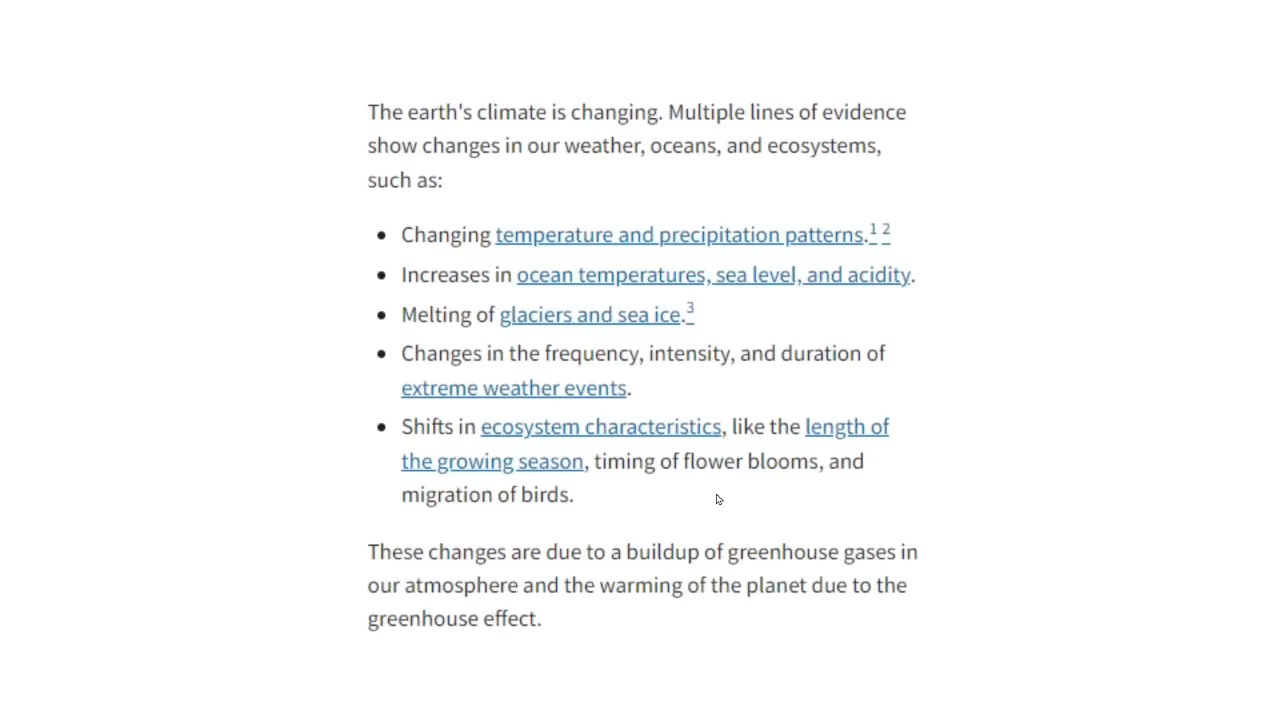 The earth's climate is changing. Multiple lines of evidence
show changes in our weather, oceans, and ecosystems,
such as:
• Changing temperature and precipitation patterns.1 2
• Increases in ocean temperatures, sea level, and acidity.
• Melting of glaciers and sea ice.3
• Changes in the frequency, intensity, and duration of
extreme weather events.
• Shifts in ecosystem characteristics, like the length of
the growing season, timing of flower blooms, and
migration of birds.
These changes are due to a buildup of greenhouse gases in
our atmosphere and the warming of the planet due to the
greenhouse effect.